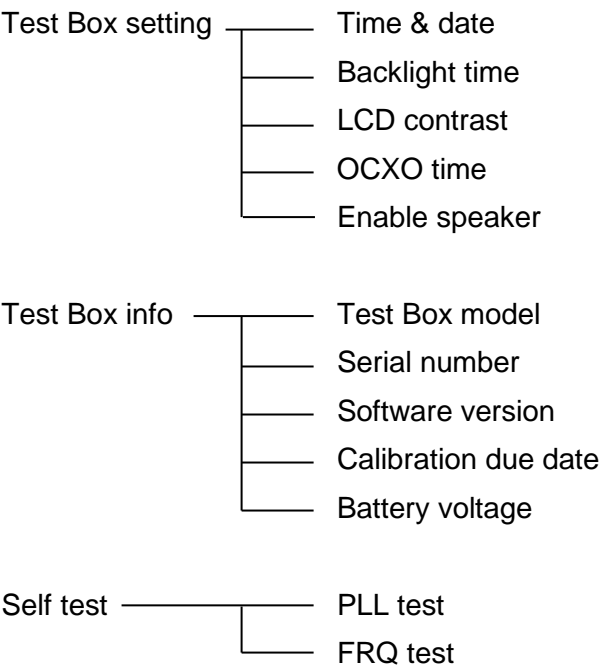 Test Box setting Time & date
Backlight time
LCD contrast
OCXO time
Enable speaker
Test Box info Test Box model
Serial number
Software version
Calibration due date
Battery voltage
Self test PLL test
FRQ test